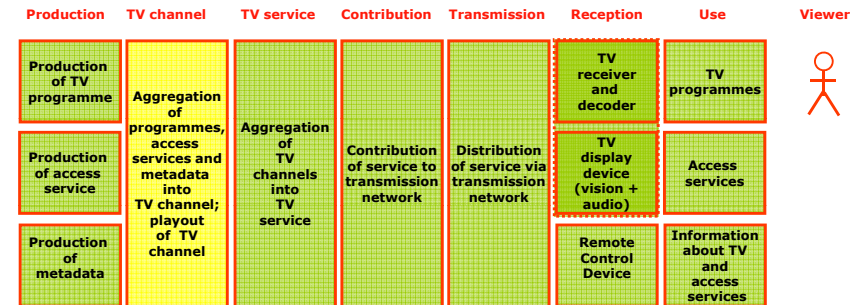 Production TV channel TV service Contribution Transmission Reception Use Viewer
Production
of TV
programme
Production
of access
service
Production
of
metadata
Aggregation
of
programmes,
access
services and
metadata
into
TV channel;
playout
of TV
channel
Aggregation
of
TV
channels
into
TV
service
Contribution
of service to
transmission
network
Distribution
of service via
transmission
network
TV
receiver
and
decoder
TV
display
device
(vision +
audio)
Remote
Control
Device
TV
programmes
Access
services
Information
about TV
and
access
services